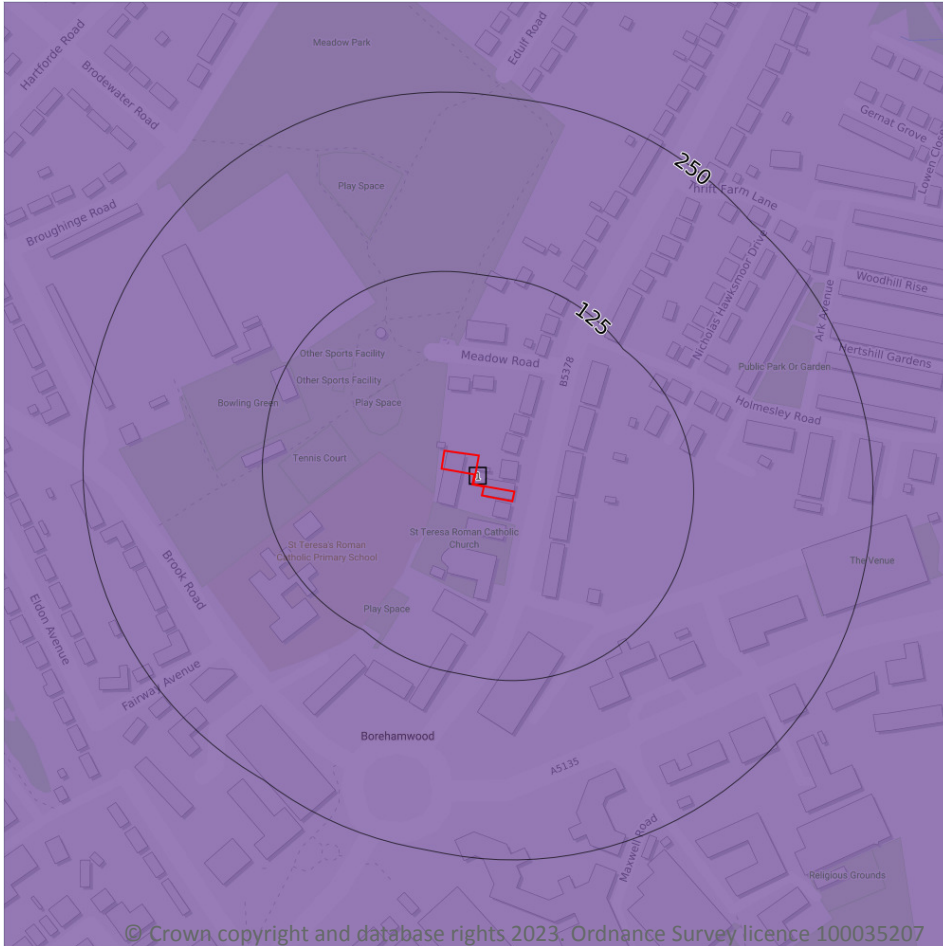 Meadow Park
Edulf Road
Hartforde Road
Brodewater Road
Gernat Grove
Lowen Clos
250
Thrift Farm Lane
Play Space
Broughinge Road
Nicholas Hawksmoor Drive
Ark Avenue
Woodhill Rise
125
Other Sports Facility
Meadow Road
B5378
Hertshill Gardens
Public Park Or Garden
Other Sports Facility
Bowling Green
Play Space
Holmesley Road
Tennis Court
1
St Teresa Roman Catholic
Church
St Teresa's Roman
Catholic Primary School
The Venue
Brook Road
Eldon Avenue
Play Space
Fairway Avenue
Borehamwood
A5135
Maxwell Road
Religious Grounds
© Crown copyright and database rights 2023. Ordnance Survey licence 100035207